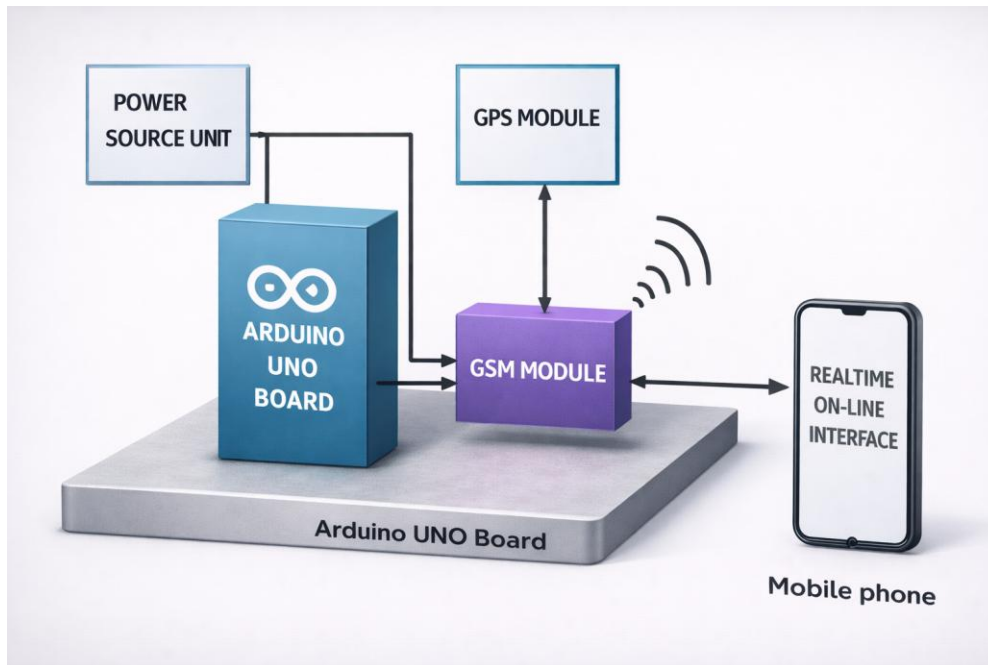 POWER
SOURCE UNIT
GPS MODULE
ARDUINO
UNO
BOARD
GSM MODULE
REALTIME
ON-LINE
INTERFACE
Arduino UNO Board
Mobile phone